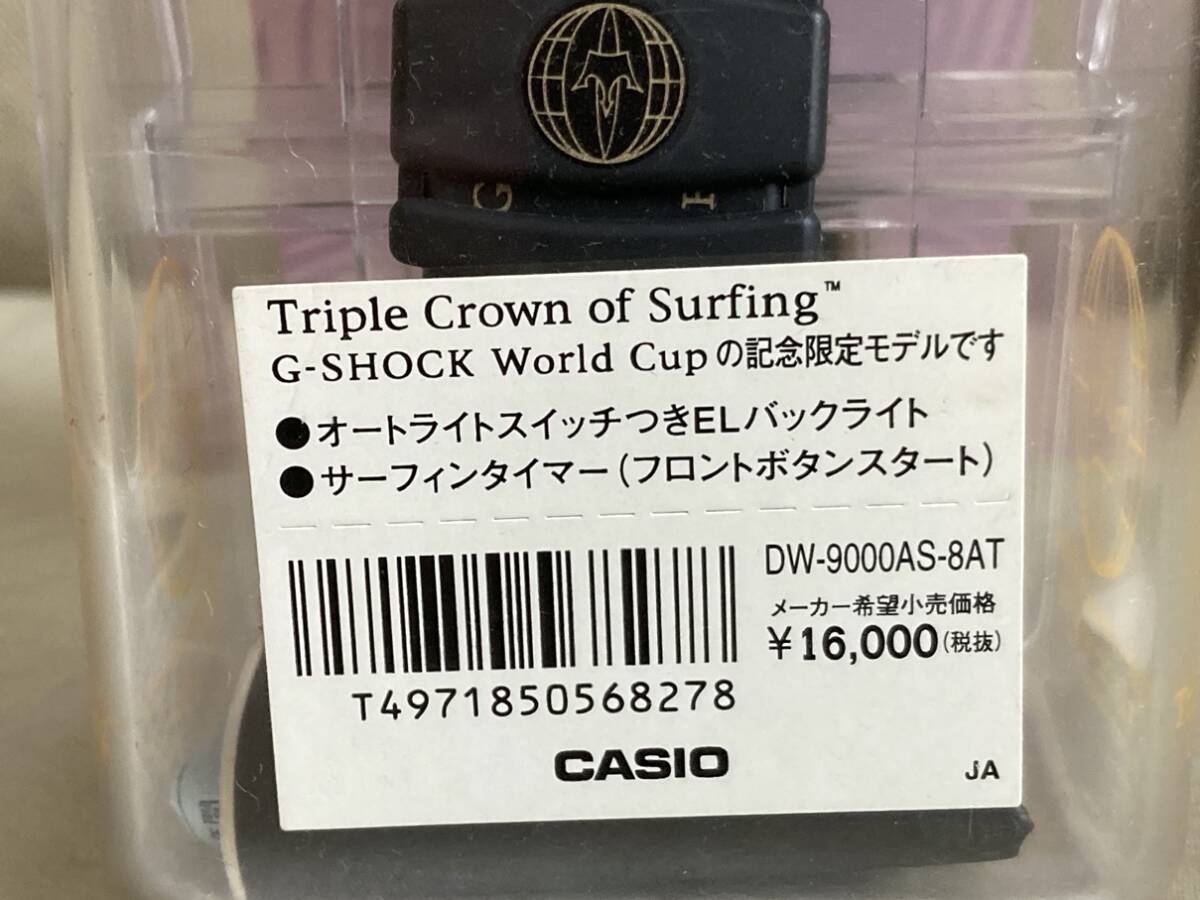 G F
Triple Crown of Surfing™
G-SHOCK World Cupの記念限定モデルです
●オートライトスイッチつきELバックライト
●サーフィンタイマー(フロントボタンスタート)
DW-9000AS-8AT
メーカー希望小売価格
¥16,000(税抜)
T4971850568278
CASIO
JA